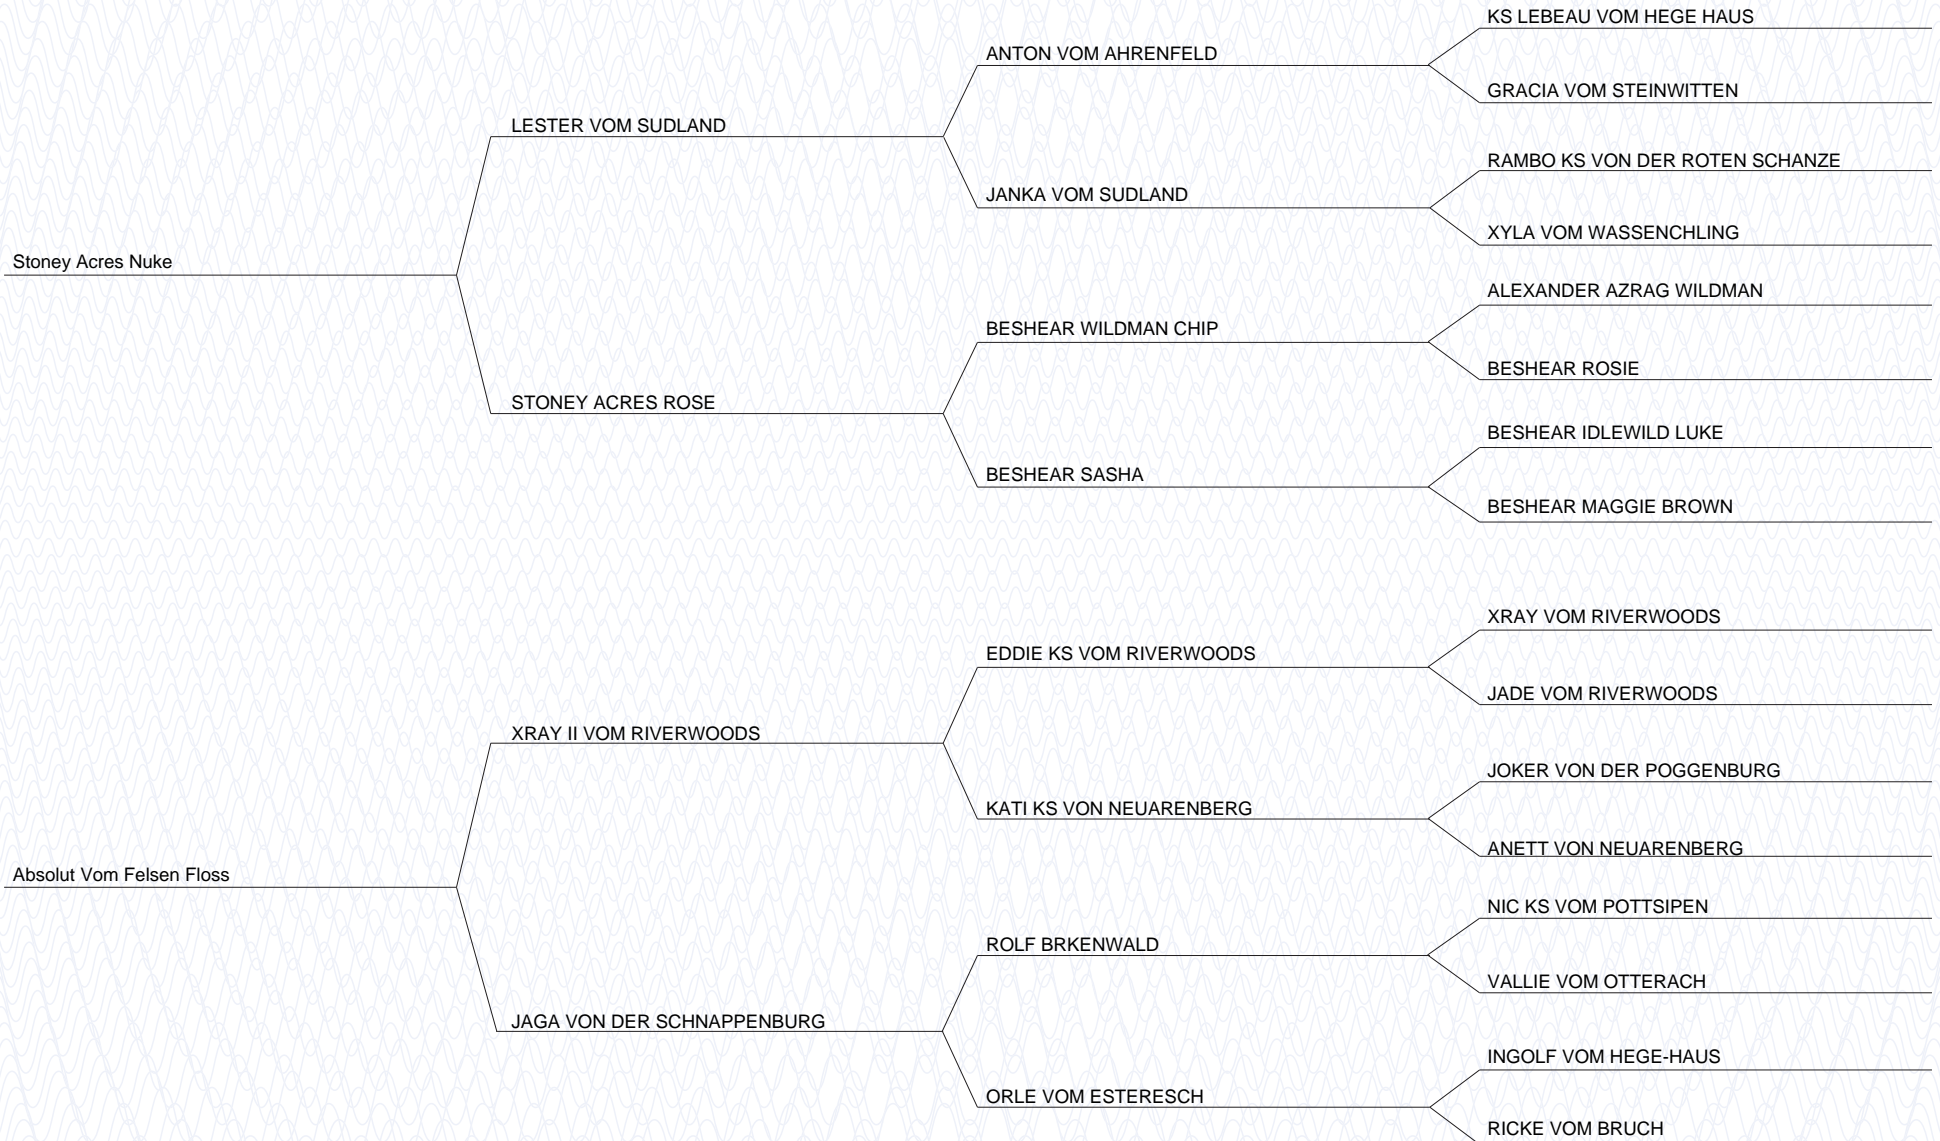 KS LEBEAU VOM HEGE HAUS
ANTON VOM AHRENFELD
GRACIA VOM STEINWITTEN
LESTER VOM SUDLAND
RAMBO KS VON DER ROTEN SCHANZE
JANKA VOM SUDLAND
XYLA VOM WASSENCHLING
Stoney Acres Nuke
ALEXANDER AZRAG WILDMAN
BESHEAR WILDMAN CHIP
BESHEAR ROSIE
STONEY ACRES ROSE
BESHEAR IDLEWILD LUKE
BESHEAR SASHA
BESHEAR MAGGIE BROWN
XRAY VOM RIVERWOODS
EDDIE KS VOM RIVERWOODS
JADE VOM RIVERWOODS
XRAY II VOM RIVERWOODS
JOKER VON DER POGGENBURG
KATI KS VON NEUARENBERG
ANETT VON NEUARENBERG
Absolut Vom Felsen Floss
NIC KS VOM POTTSIPEN
ROLF BRKENWALD
VALLIE VOM OTTERACH
JAGA VON DER SCHNAPPENBURG
INGOLF VOM HEGE-HAUS
ORLE VOM ESTERESCH
RICKE VOM BRUCH